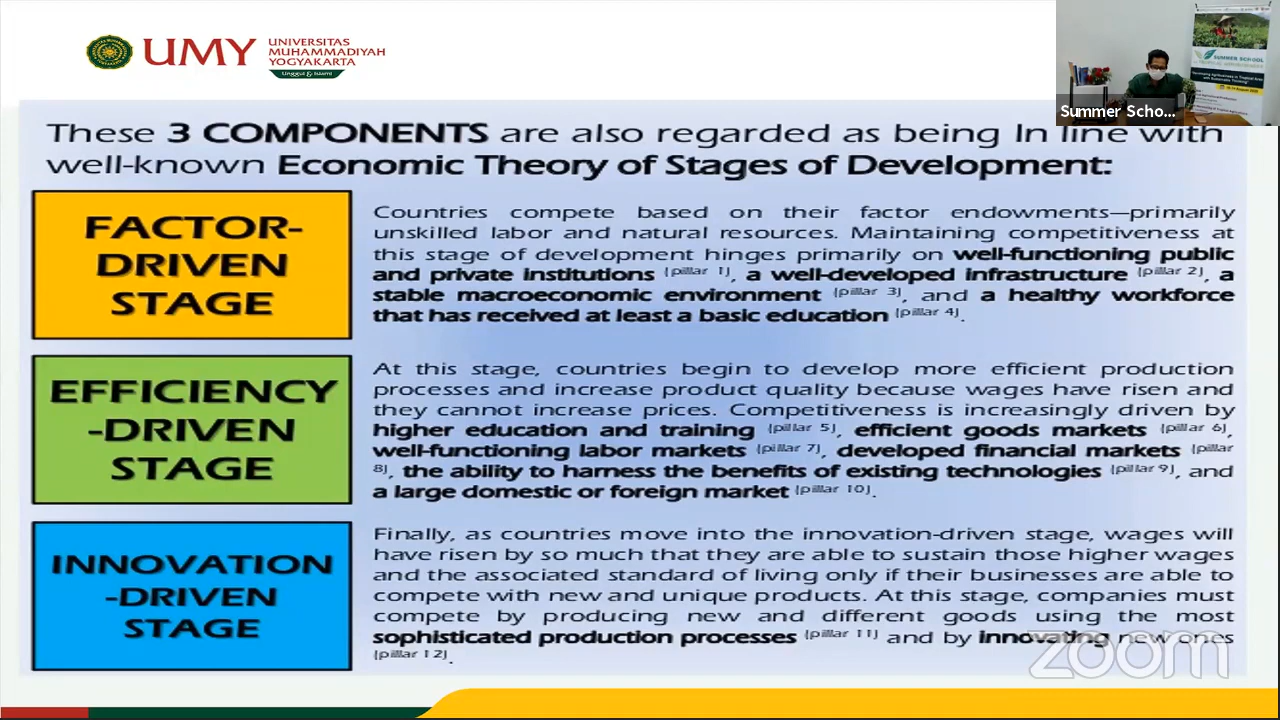 UMY
UNIVERSITAS
MUHAMMADIYAH
YOGYAKARTA
Unggul & Islami
SUMMER SCHOOL
Summer Scho...
These 3 COMPONENTS are also regarded as being In line with
well-known Economic Theory of Stages of Development:
FACTOR-
DRIVEN
STAGE
Countries compete based on their factor endowments—primarily
unskilled labor and natural resources. Maintaining competitiveness at
this stage of development hinges primarily on well-functioning public
and private institutions (pillar 1), a well-developed infrastructure (pillar 2), a
stable macroeconomic environment (pillar 3), and a healthy workforce
that has received at least a basic education (pillar 4).
EFFICIENCY
-DRIVEN
STAGE
At this stage, countries begin to develop more efficient production
processes and increase product quality because wages have risen and
they cannot increase prices. Competitiveness is increasingly driven by
higher education and training (pillar 5), efficient goods markets (pillar 6),
well-functioning labor markets (pillar 7), developed financial markets (pillar
8), the ability to harness the benefits of existing technologies (pillar 9), and
a large domestic or foreign market (pillar 10).
INNOVATION
-DRIVEN
STAGE
Finally, as countries move into the innovation-driven stage, wages will
have risen by so much that they are able to sustain those higher wages
and the associated standard of living only if their businesses are able to
compete with new and unique products. At this stage, companies must
compete by producing new and different goods using the most
sophisticated production processes (pillar 11) and by innovating new ones
(pillar 12).
zoom